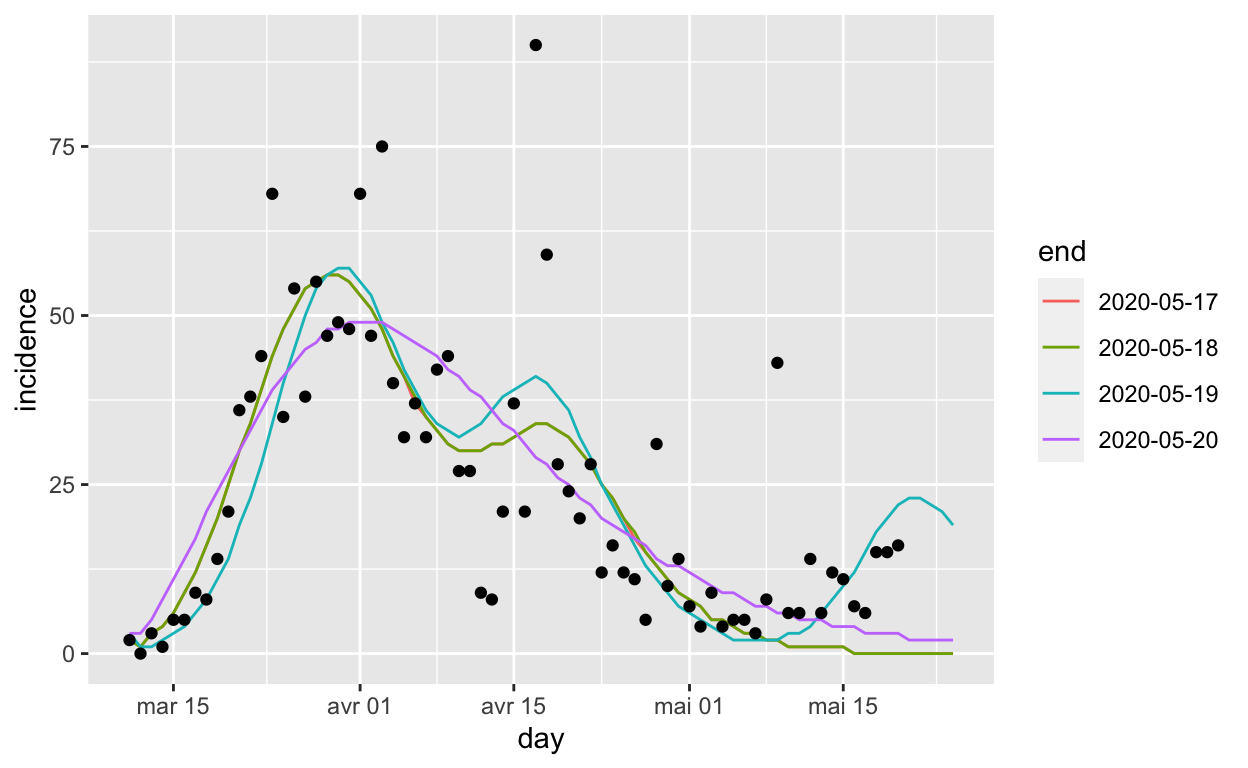 75
50
25
0
incidence
mar 15
avr 01
avr 15
mai 01
mai 15
day
end
2020-05-17
2020-05-18
2020-05-19
2020-05-20